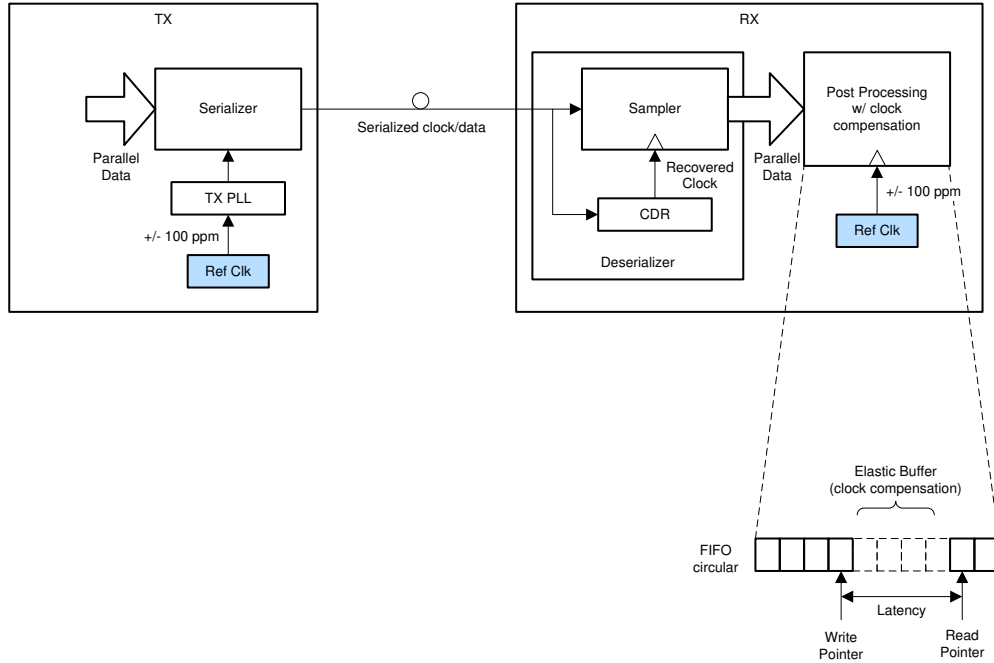 TX
RX
Serializer
Parallel
Data
TX PLL
+/- 100 ppm
Ref Clk
Serialized clock/data
Sampler
Recovered
Clock
CDR
Deserializer
Parallel
Data
Post Processing
w/ clock
compensation
+/- 100 ppm
Ref Clk
Elastic Buffer
(clock compensation)
FIFO
circular
Latency
Write
Pointer
Read
Pointer